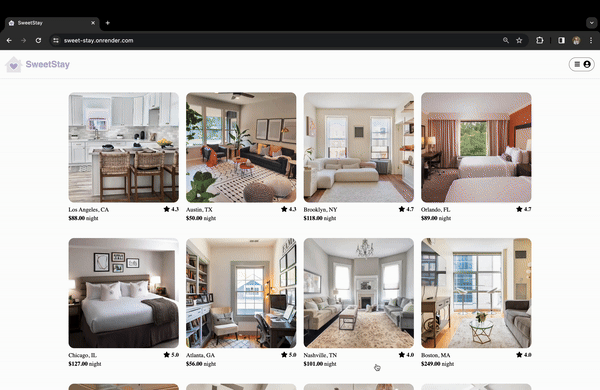 SweetStay
sweet-stay.onrender.com
SweetStay
Los Angeles, CA ★ 4.3
$88.00 night
Austin, TX ★ 4.3
$50.00 night
Brooklyn, NY ★ 4.7
$118.00 night
Orlando, FL ★ 4.7
$89.00 night
Chicago, IL ★ 5.0
$127.00 night
Atlanta, GA ★ 5.0
$56.00 night
Nashville, TN ★ 4.0
$101.00 night
Boston, MA ★ 4.0
$249.00 night